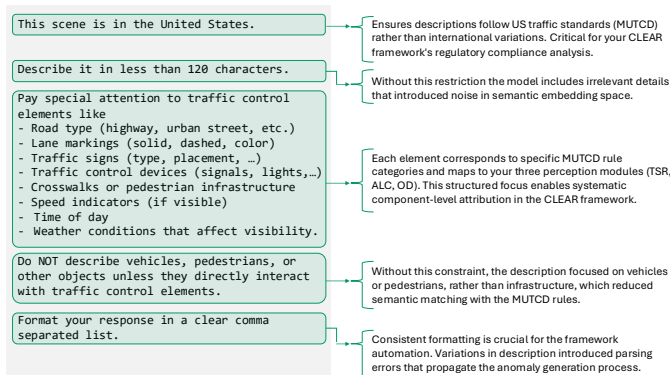 This scene is in the United States.
Ensures descriptions follow US traffic standards (MUTCD)
rather than international variations. Critical for your CLEAR
framework's regulatory compliance analysis.
Describe it in less than 120 characters.
Without this restriction the model includes irrelevant details
that introduced noise in semantic embedding space.
Pay special attention to traffic control
elements like
- Road type (highway, urban street, etc.)
- Lane markings (solid, dashed, color)
- Traffic signs (type, placement, …)
- Traffic control devices (signals, lights,…)
- Crosswalks or pedestrian infrastructure
- Speed indicators (if visible)
- Time of day
- Weather conditions that affect visibility.
Each element corresponds to specific MUTCD rule
categories and maps to your three perception modules (TSR,
ALC, OD). This structured focus enables systematic
component-level attribution in the CLEAR framework.
Do NOT describe vehicles, pedestrians, or
other objects unless they directly interact
with traffic control elements.
Without this constraint, the description focused on vehicles
or pedestrians, rather than infrastructure, which reduced
semantic matching with the MUTCD rules.
Format your response in a clear comma
separated list.
Consistent formatting is crucial for the framework
automation. Variations in description introduced parsing
errors that propagate the anomaly generation process.